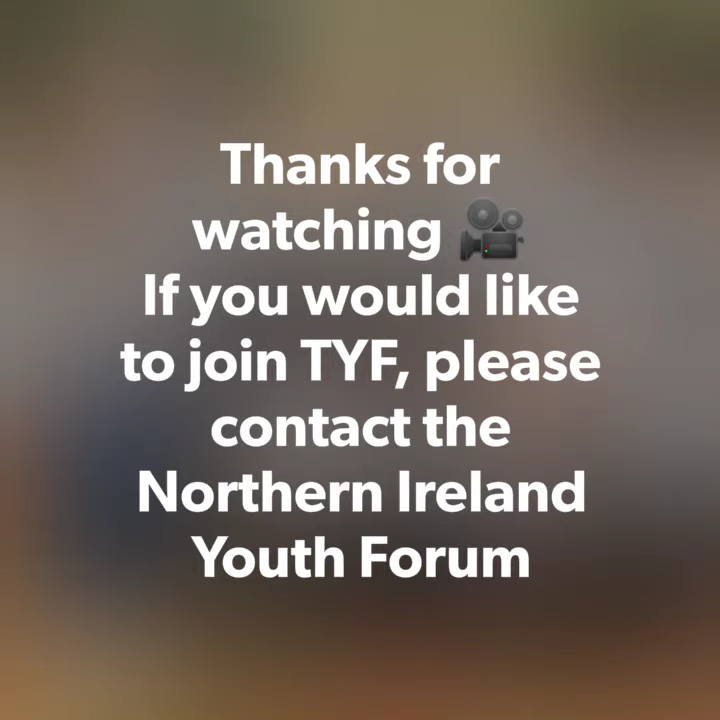 Thanks for
watching 🎥
If you would like
to join TYF, please
contact the
Northern Ireland
Youth Forum